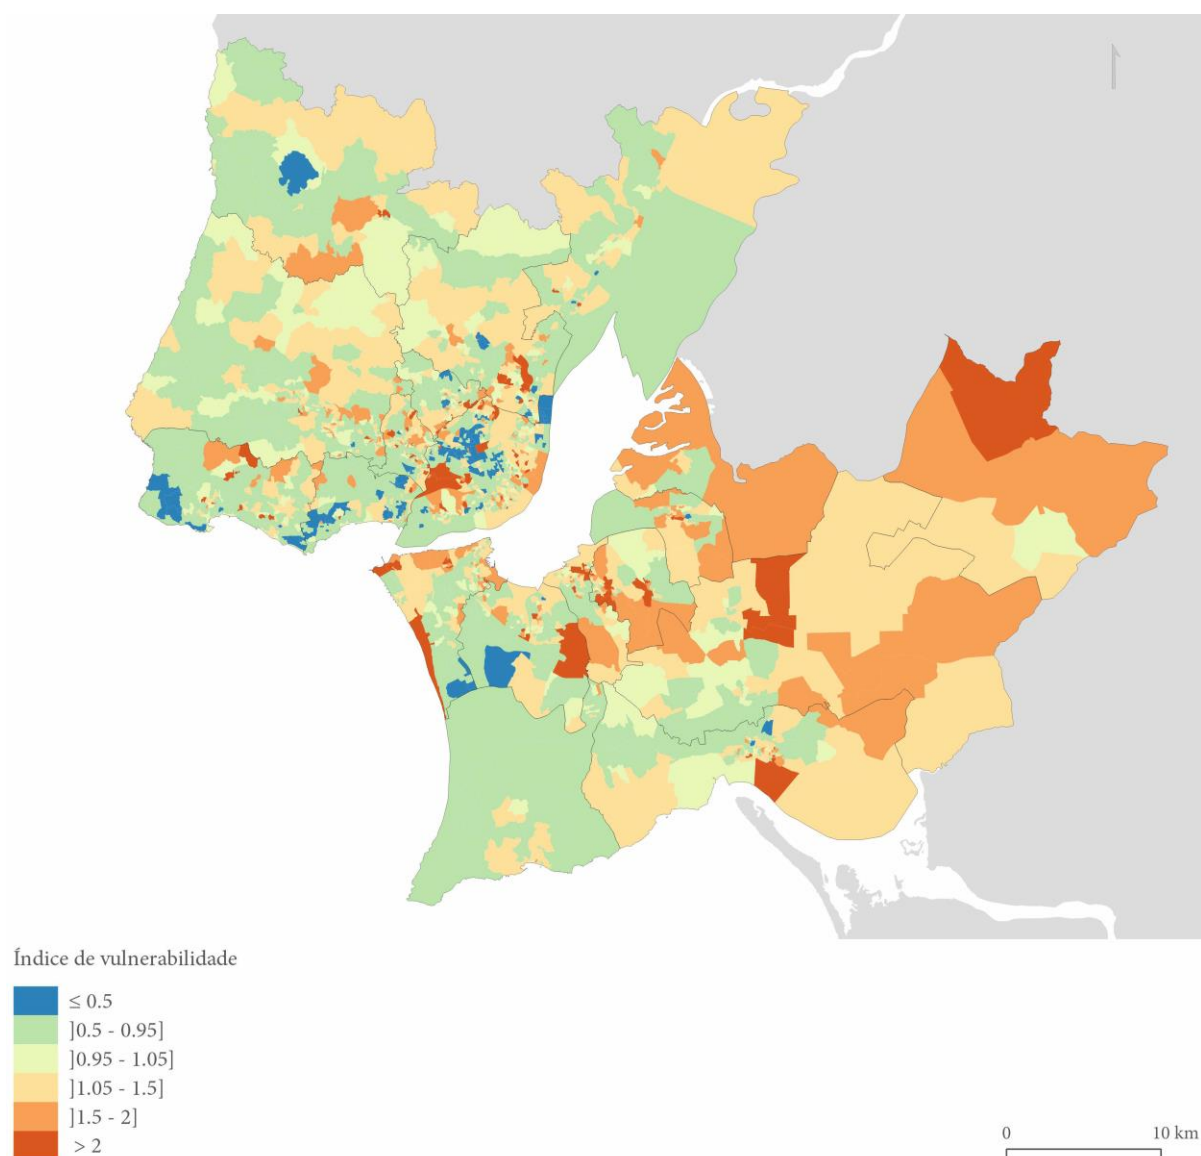 Índice de vulnerabilidade
≤ 0.5
]0.5 - 0.95]
]0.95 - 1.05]
]1.05 - 1.5]
]1.5 - 2]
> 2
0 10 km